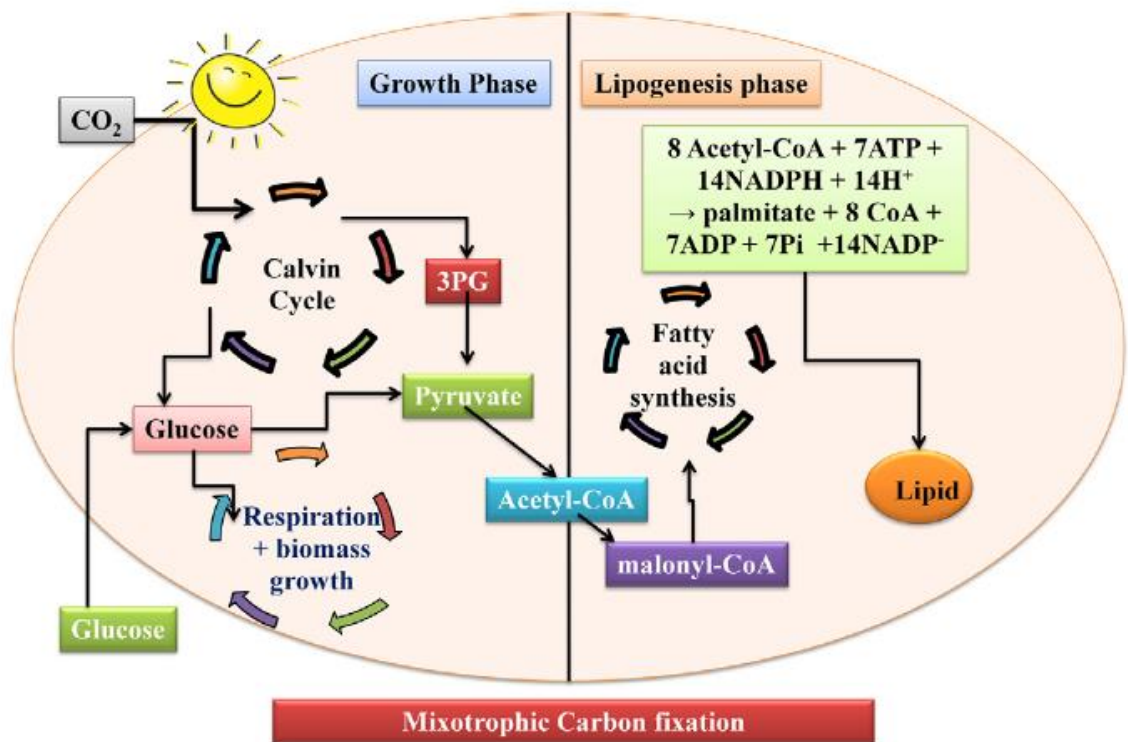 Growth Phase
Lipogenesis phase
CO₂
8 Acetyl-CoA + 7ATP +
14NADPH + 14H⁺
→ palmitate + 8 CoA +
7ADP + 7Pi +14NADP⁻
Calvin
Cycle
3PG
Fatty
acid
synthesis
Pyruvate
Glucose
Acetyl-CoA
Lipid
Respiration
+ biomass
growth
malonyl-CoA
Glucose
Mixotrophic Carbon fixation